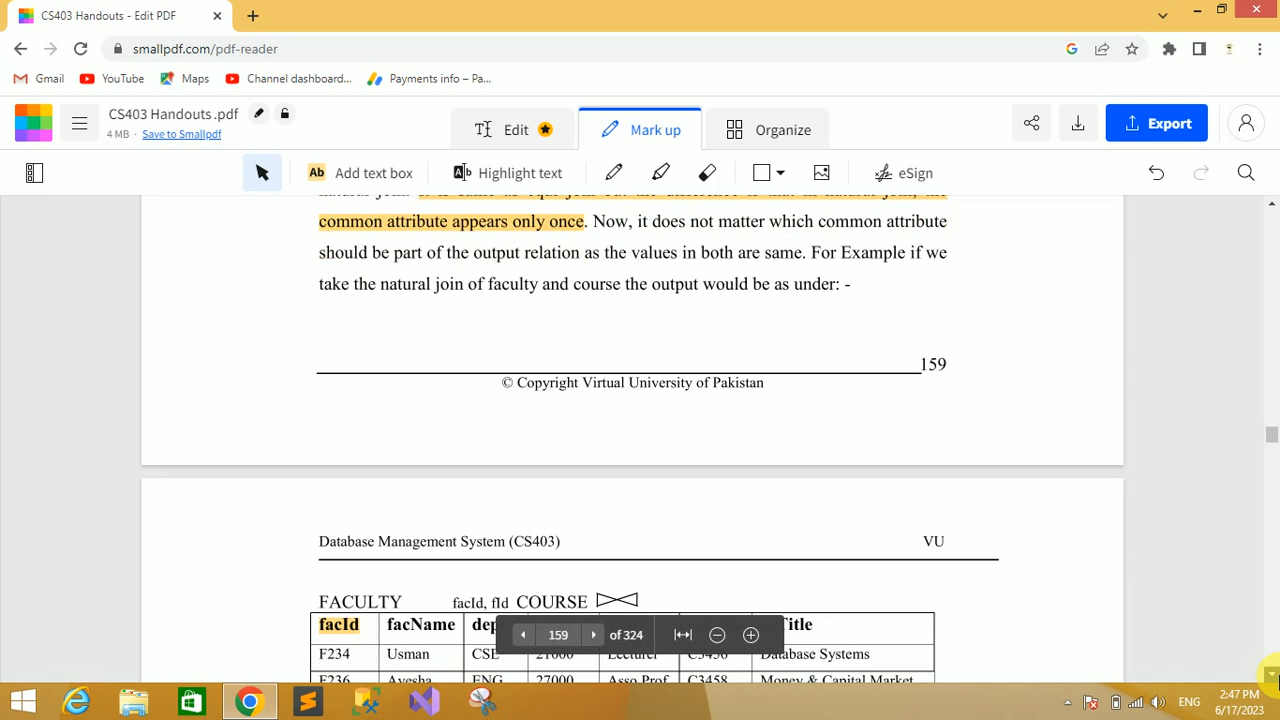 CS403 Handouts - Edit PDF
smallpdf.com/pdf-reader
Gmail YouTube Maps Channel dashboard... Payments info – Pa...
CS403 Handouts .pdf
4 MB · Save to Smallpdf
Edit Mark up Organize Export
Ab Add text box Highlight text eSign
common attribute appears only once. Now, it does not matter which common attribute
should be part of the output relation as the values in both are same. For Example if we
take the natural join of faculty and course the output would be as under: -
159
© Copyright Virtual University of Pakistan
Database Management System (CS403) VU
FACULTY facId, fId COURSE
facId facName dep Title
F234 Usman CSE 21000 Lecturer C3456 Database Systems
F236 Ayesha ENG 27000 Asso Prof C3458 Money & Capital Market
159 of 324
ENG
2:47 PM
6/17/2023